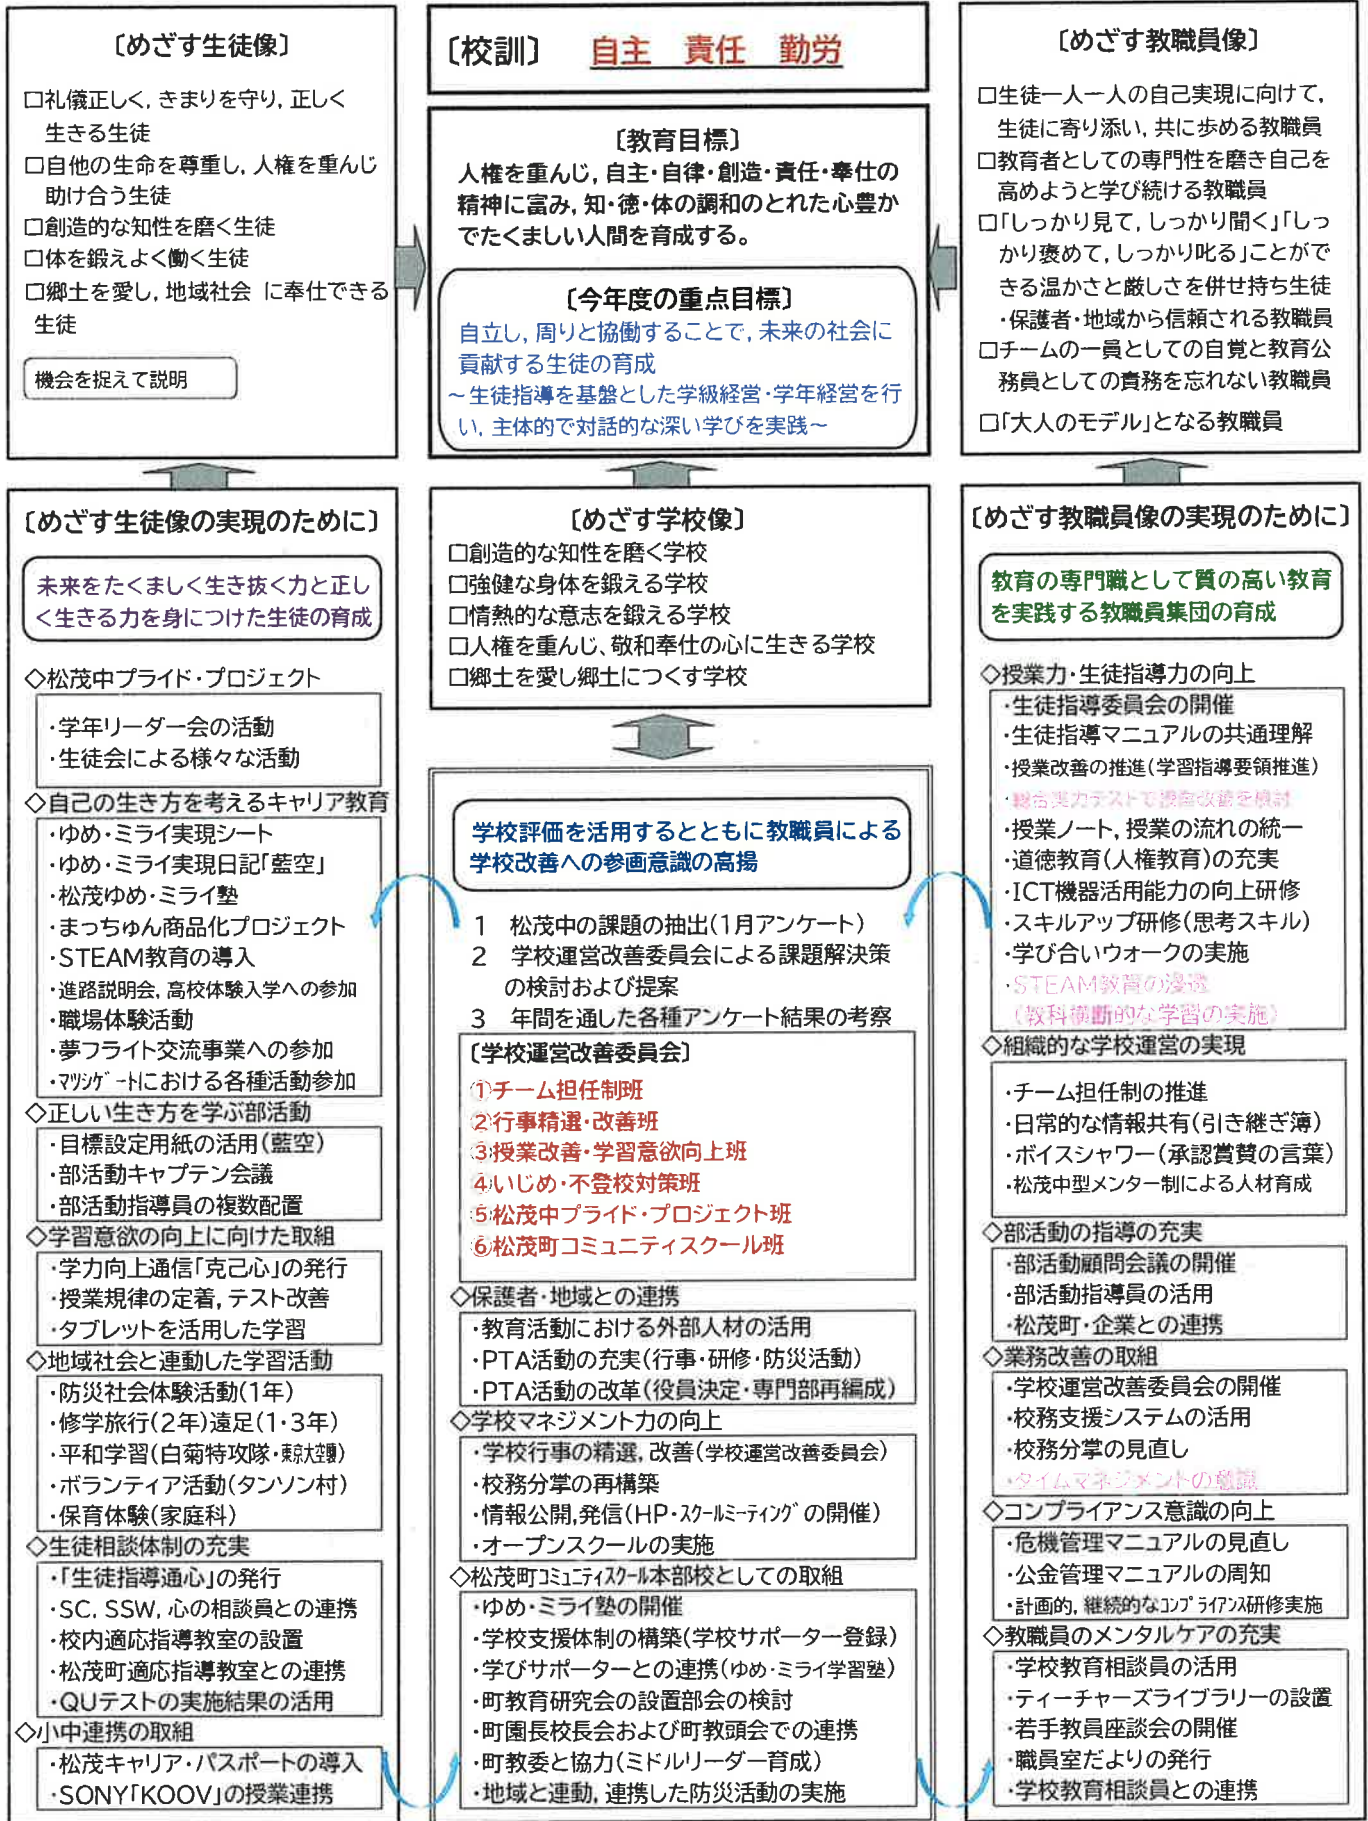 〔めざす生徒像〕
□礼儀正しく，きまりを守り，正しく
生きる生徒
□自他の生命を尊重し，人権を重んじ
助け合う生徒
□創造的な知性を磨く生徒
□体を鍛えよく働く生徒
□郷土を愛し，地域社会 に奉仕できる
生徒
機会を捉えて説明
〔校訓〕 自主 責任 勤労
〔教育目標〕
人権を重んじ，自主・自律・創造・責任・奉仕の
精神に富み，知・徳・体の調和のとれた心豊か
でたくましい人間を育成する。
〔今年度の重点目標〕
自立し，周りと協働することで，未来の社会に
貢献する生徒の育成
～生徒指導を基盤とした学級経営・学年経営を行
い，主体的で対話的な深い学びを実践～
〔めざす教職員像〕
□生徒一人一人の自己実現に向けて，
生徒に寄り添い，共に歩める教職員
□教育者としての専門性を磨き自己を
高めようと学び続ける教職員
□「しっかり見て，しっかり聞く」「しっ
かり褒めて，しっかり叱る」ことがで
きる温かさと厳しさを併せ持ち生徒
・保護者・地域から信頼される教職員
□チームの一員としての自覚と教育公
務員としての責務を忘れない教職員
□「大人のモデル」となる教職員
〔めざす生徒像の実現のために〕
未来をたくましく生き抜く力と正し
く生きる力を身につけた生徒の育成
◇松茂中プライド・プロジェクト
・学年リーダー会の活動
・生徒会による様々な活動
◇自己の生き方を考えるキャリア教育
・ゆめ・ミライ実現シート
・ゆめ・ミライ実現日記「藍空」
・松茂ゆめ・ミライ塾
・まっちゅん商品化プロジェクト
・STEAM教育の導入
・進路説明会，高校体験入学への参加
・職場体験活動
・夢フライト交流事業への参加
・マツシゲートにおける各種活動参加
◇正しい生き方を学ぶ部活動
・目標設定用紙の活用（藍空）
・部活動キャプテン会議
・部活動指導員の複数配置
◇学習意欲の向上に向けた取組
・学力向上通信「克己心」の発行
・授業規律の定着，テスト改善
・タブレットを活用した学習
◇地域社会と連動した学習活動
・防災社会体験活動（1年）
・修学旅行（2年）遠足（1・3年）
・平和学習（白菊特攻隊・東京大空襲）
・ボランティア活動（タンソン村）
・保育体験（家庭科）
◇生徒相談体制の充実
・「生徒指導通心」の発行
・SC，SSW，心の相談員との連携
・校内適応指導教室の設置
・松茂町適応指導教室との連携
・QUテストの実施結果の活用
◇小中連携の取組
・松茂キャリア・パスポートの導入
・SONY「KOOV」の授業連携
〔めざす学校像〕
□創造的な知性を磨く学校
□強健な身体を鍛える学校
□情熱的な意志を鍛える学校
□人権を重んじ、敬和奉仕の心に生きる学校
□郷土を愛し郷土につくす学校
学校評価を活用するとともに教職員による
学校改善への参画意識の高揚
1 松茂中の課題の抽出（1月アンケート）
2 学校運営改善委員会による課題解決策
の検討および提案
3 年間を通した各種アンケート結果の考察
〔学校運営改善委員会〕
①チーム担任制班
②行事精選・改善班
③授業改善・学習意欲向上班
④いじめ・不登校対策班
⑤松茂中プライド・プロジェクト班
⑥松茂町コミュニティスクール班
◇保護者・地域との連携
・教育活動における外部人材の活用
・PTA活動の充実（行事・研修・防災活動）
・PTA活動の改革（役員決定・専門部再編成）
◇学校マネジメント力の向上
・学校行事の精選，改善（学校運営改善委員会）
・校務分掌の再構築
・情報公開，発信（HP・スクールミーティングの開催）
・オープンスクールの実施
◇松茂町コミュニティスクール本部校としての取組
・ゆめ・ミライ塾の開催
・学校支援体制の構築（学校サポーター登録）
・学びサポーターとの連携（ゆめ・ミライ学習塾）
・町教育研究会の設置部会の検討
・町園長校長会および町教頭会での連携
・町教委と協力（ミドルリーダー育成）
・地域と連動，連携した防災活動の実施
〔めざす教職員像の実現のために〕
教育の専門職として質の高い教育
を実践する教職員集団の育成
◇授業力・生徒指導力の向上
・生徒指導委員会の開催
・生徒指導マニュアルの共通理解
・授業改善の推進（学習指導要領推進）
・総合実力テストで授業改善を検討
・授業ノート，授業の流れの統一
・道徳教育（人権教育）の充実
・ICT機器活用能力の向上研修
・スキルアップ研修（思考スキル）
・学び合いウォークの実施
・STEAM教育の浸透
（教科横断的な学習の実施）
◇組織的な学校運営の実現
・チーム担任制の推進
・日常的な情報共有（引き継ぎ簿）
・ボイスシャワー（承認賞賛の言葉）
・松茂中型メンター制による人材育成
◇部活動の指導の充実
・部活動顧問会議の開催
・部活動指導員の活用
・松茂町・企業との連携
◇業務改善の取組
・学校運営改善委員会の開催
・校務支援システムの活用
・校務分掌の見直し
・タイムマネジメントの意識
◇コンプライアンス意識の向上
・危機管理マニュアルの見直し
・公金管理マニュアルの周知
・計画的，継続的なコンプライアンス研修実施
◇教職員のメンタルケアの充実
・学校教育相談員の活用
・ティーチャーズライブラリーの設置
・若手教員座談会の開催
・職員室だよりの発行
・学校教育相談員との連携